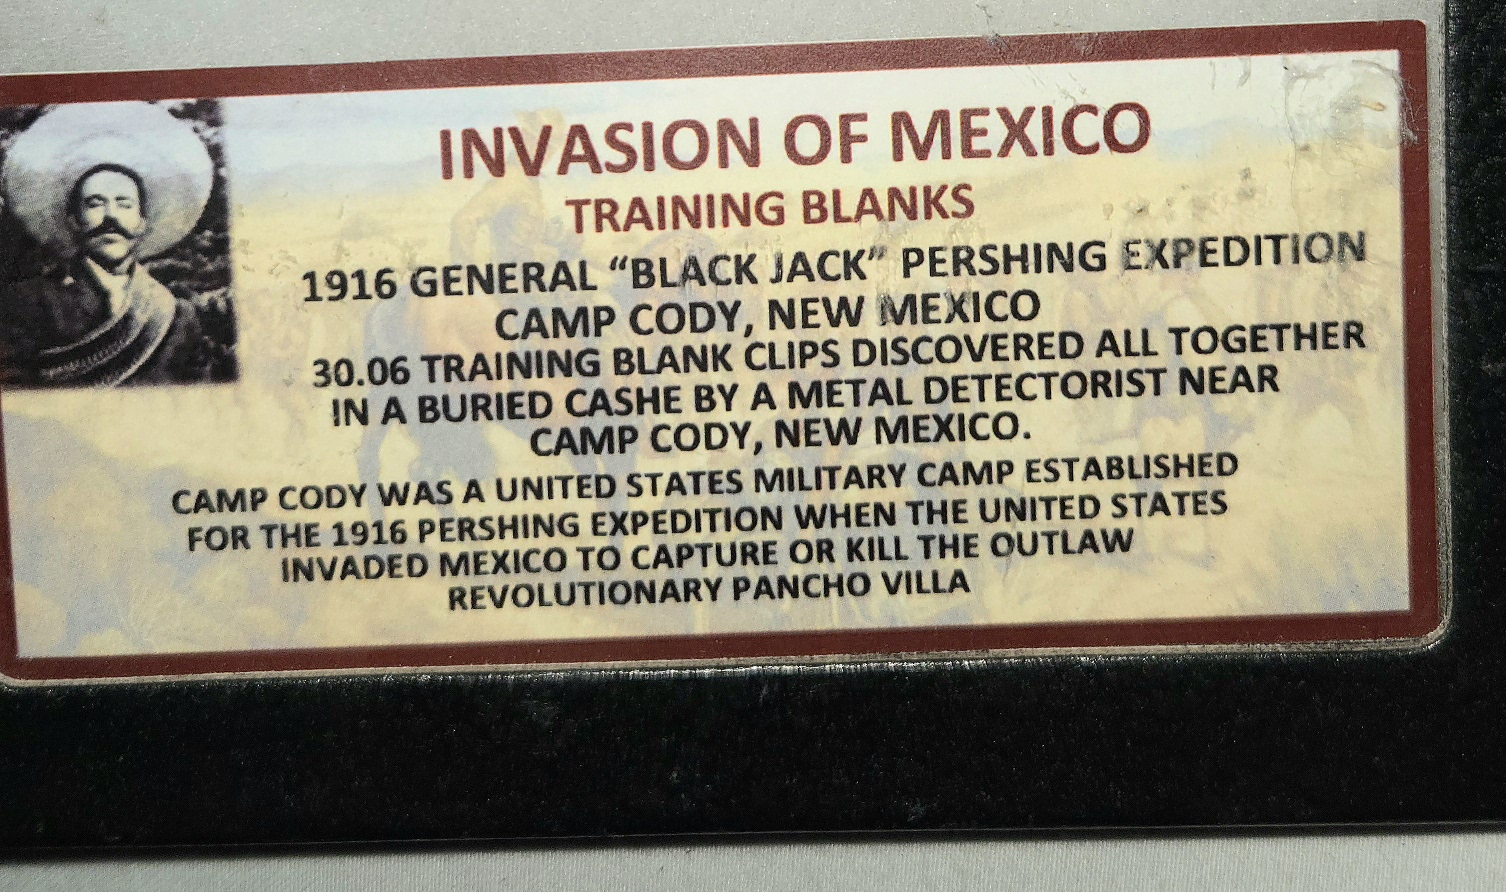 INVASION OF MEXICO
TRAINING BLANKS
1916 GENERAL “BLACK JACK” PERSHING EXPEDITION
CAMP CODY, NEW MEXICO
30.06 TRAINING BLANK CLIPS DISCOVERED ALL TOGETHER
IN A BURIED CASHE BY A METAL DETECTORIST NEAR
CAMP CODY, NEW MEXICO.
CAMP CODY WAS A UNITED STATES MILITARY CAMP ESTABLISHED
FOR THE 1916 PERSHING EXPEDITION WHEN THE UNITED STATES
INVADED MEXICO TO CAPTURE OR KILL THE OUTLAW
REVOLUTIONARY PANCHO VILLA